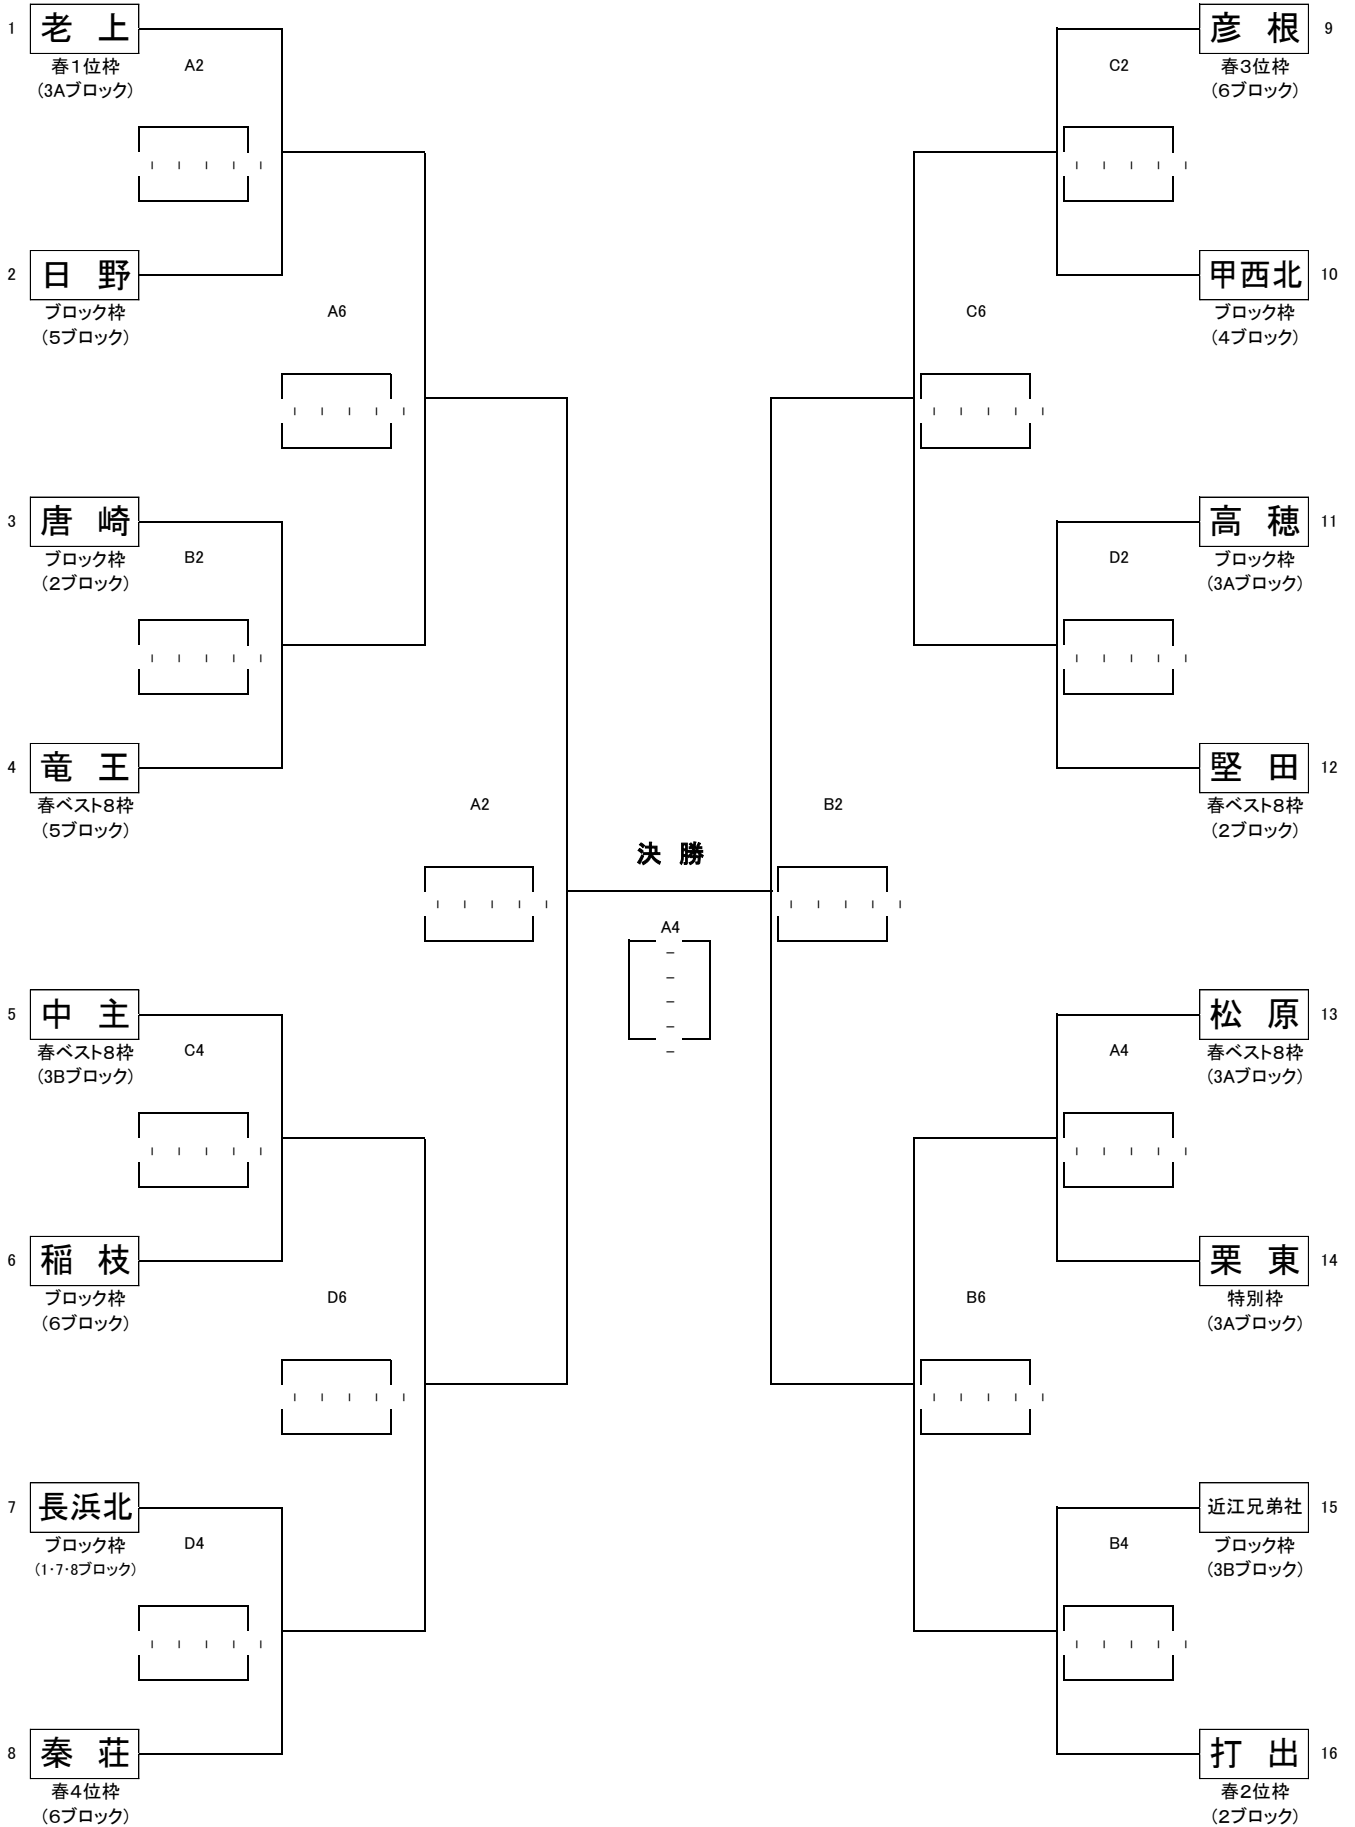 1 老　上
春１位枠
(3Aブロック)
A2
2 日　野
ブロック枠
(５ブロック)
A6
3 唐　崎
ブロック枠
(２ブロック)
B2
4 竜　王
春ベスト８枠
(５ブロック)
A2
5 中　主
春ベスト８枠
(3Bブロック)
C4
6 稲　枝
ブロック枠
(６ブロック)
D6
7 長浜北
ブロック枠
(1・7・8ブロック)
D4
8 秦　荘
春４位枠
(６ブロック)
決　勝
A4
－
－
－
－
－
彦　根 9
春３位枠
(６ブロック)
C2
甲西北 10
ブロック枠
(４ブロック)
C6
高　穂 11
ブロック枠
(3Aブロック)
D2
堅　田 12
春ベスト８枠
(２ブロック)
B2
松　原 13
春ベスト８枠
(3Aブロック)
A4
栗　東 14
特別枠
(3Aブロック)
B6
近江兄弟社 15
ブロック枠
(3Bブロック)
B4
打　出 16
春２位枠
(２ブロック)